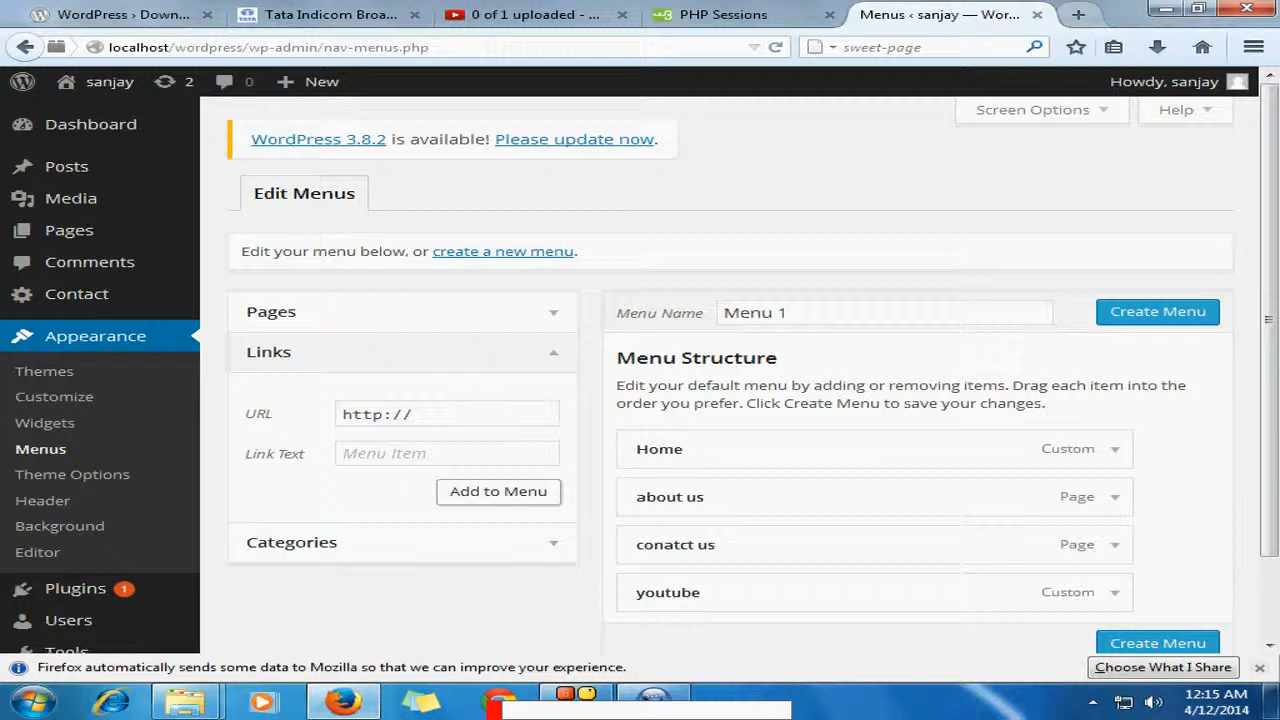 WordPress › Down...
Tata Indicom Broa...
0 of 1 uploaded - ...
PHP Sessions
Menus ‹ sanjay — Wor...
localhost/wordpress/wp-admin/nav-menus.php
sweet-page
sanjay
2
0
New
Howdy, sanjay
Screen Options
Help
Dashboard
Posts
Media
Pages
Comments
Contact
Appearance
Themes
Customize
Widgets
Menus
Theme Options
Header
Background
Editor
Plugins 1
Users
Tools
WordPress 3.8.2 is available! Please update now.
Edit Menus
Edit your menu below, or create a new menu.
Pages
Links
URL
http://
Link Text
Menu Item
Add to Menu
Categories
Menu Name
Menu 1
Create Menu
Menu Structure
Edit your default menu by adding or removing items. Drag each item into the
order you prefer. Click Create Menu to save your changes.
Home
Custom
about us
Page
conatct us
Page
youtube
Custom
Create Menu
Firefox automatically sends some data to Mozilla so that we can improve your experience.
Choose What I Share
12:15 AM
4/12/2014